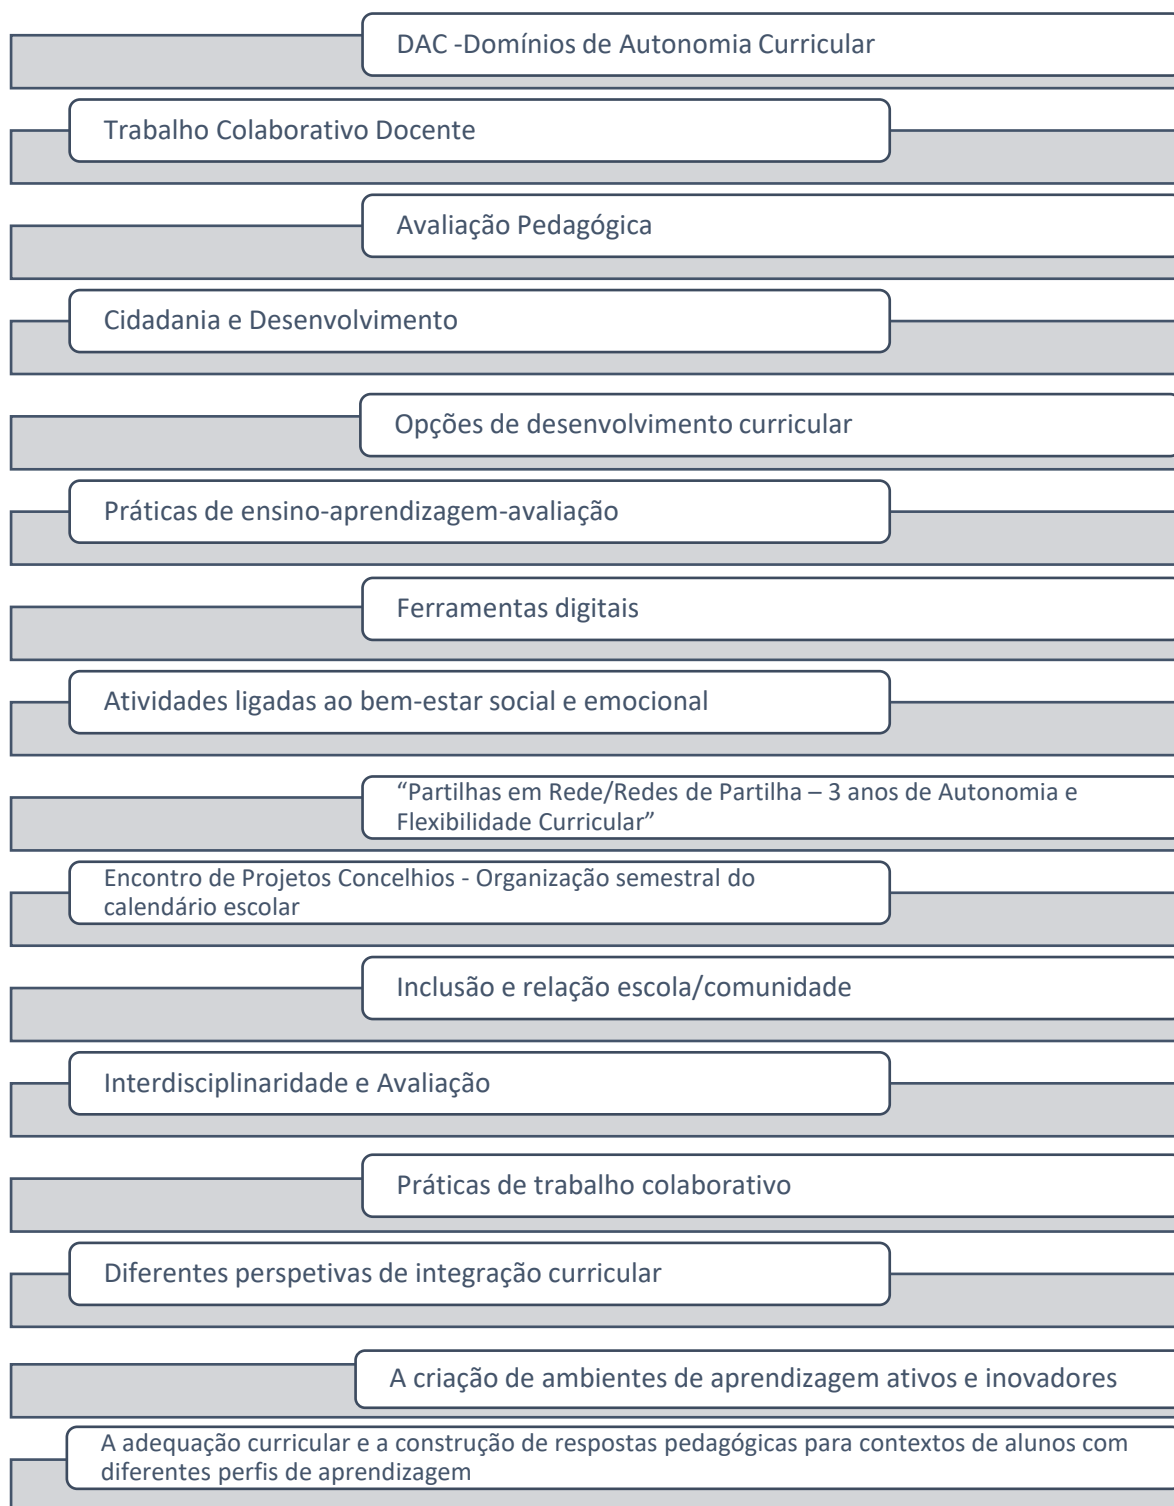 DAC -Domínios de Autonomia Curricular
Trabalho Colaborativo Docente
Avaliação Pedagógica
Cidadania e Desenvolvimento
Opções de desenvolvimento curricular
Práticas de ensino-aprendizagem-avaliação
Ferramentas digitais
Atividades ligadas ao bem-estar social e emocional
“Partilhas em Rede/Redes de Partilha – 3 anos de Autonomia e
Flexibilidade Curricular”
Encontro de Projetos Concelhios - Organização semestral do
calendário escolar
Inclusão e relação escola/comunidade
Interdisciplinaridade e Avaliação
Práticas de trabalho colaborativo
Diferentes perspetivas de integração curricular
A criação de ambientes de aprendizagem ativos e inovadores
A adequação curricular e a construção de respostas pedagógicas para contextos de alunos com
diferentes perfis de aprendizagem